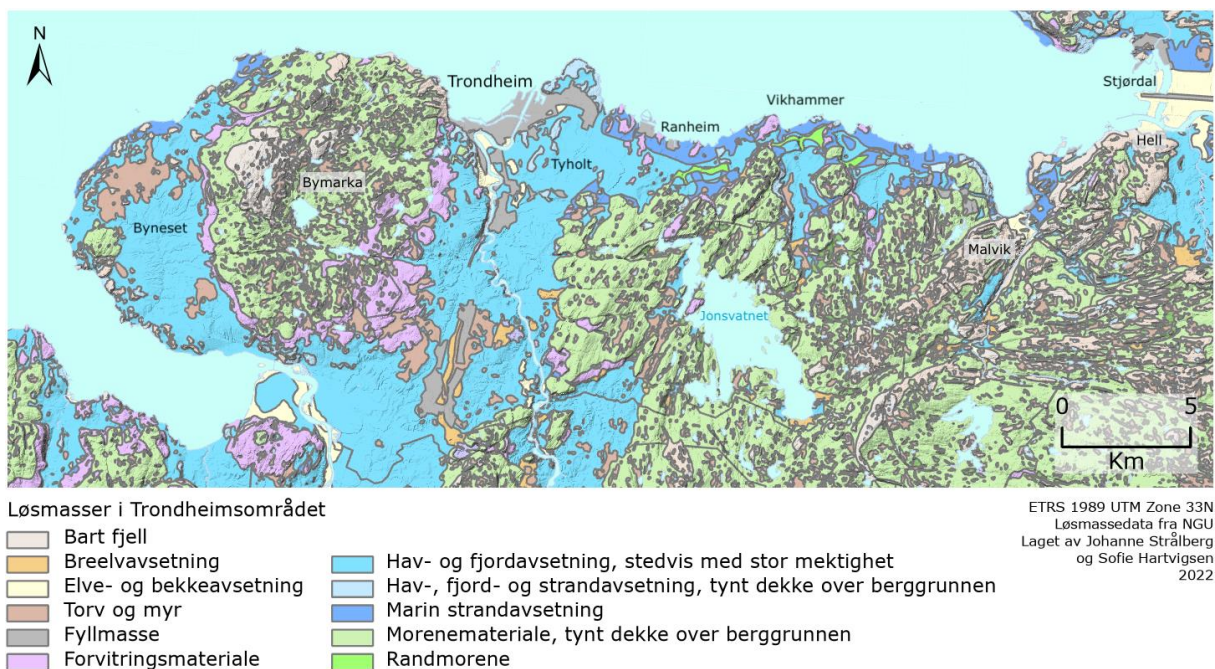 N
Trondheim
Stjørdal
Vikhammer
Ranheim
Hell
Tyholt
Bymarka
Byneset
Malvik
Jonsvatnet
0 5
Km
Løsmasser i Trondheimsområdet
Bart fjell
Breelvavsetning
Elve- og bekkeavsetning
Torv og myr
Fyllmasse
Forvitringsmateriale
Hav- og fjordavsetning, stedvis med stor mektighet
Hav-, fjord- og strandavsetning, tynt dekke over berggrunnen
Marin strandavsetning
Morenemateriale, tynt dekke over berggrunnen
Randmorene
ETRS 1989 UTM Zone 33N
Løsmassedata fra NGU
Laget av Johanne Strålberg
og Sofie Hartvigsen
2022